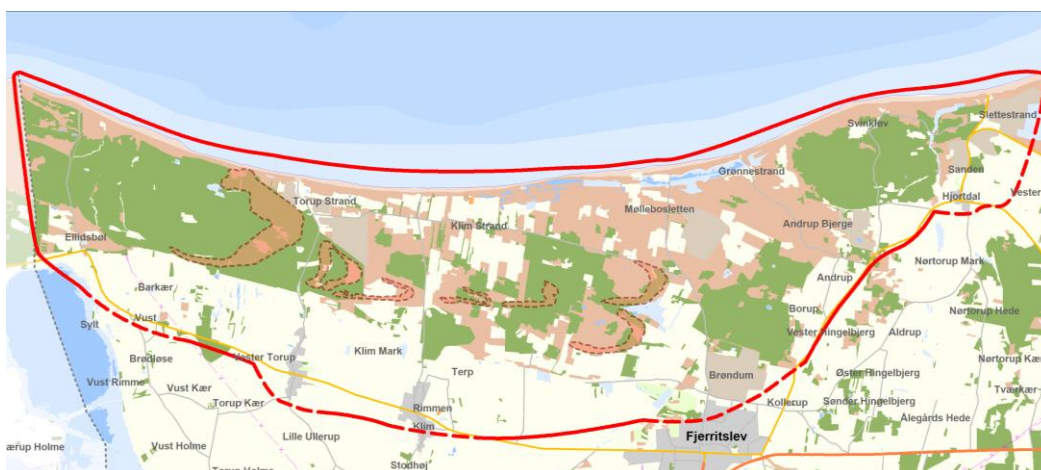 Slettestrand
Svinkløv
Sanden
Grønnestrand
Hjortdal
Vester
Torup Strand
Møllebosletten
Klim Strand
Andrup Bjerge
Ellidsbøl
Nørtorup Mark
Andrup
Barkær
Borup
Nørtorup Hede
Vust
Sylt
Vester Hingelbjerg
Aldrup
Klim Mark
Vester Torup
Brødløse
Nørtorup Kær
Terp
Brøndum
Øster Hingelbjerg
Vust Rimme
Vust Kær
Tværkær
Torup Kær
Rimmen
Kollerup
Sønder Hingelbjerg
Ålegårds Hede
Klim
Fjerritslev
Lille Ullerup
ærup Holme
Vust Holme
Stodhøj
Torup Holme